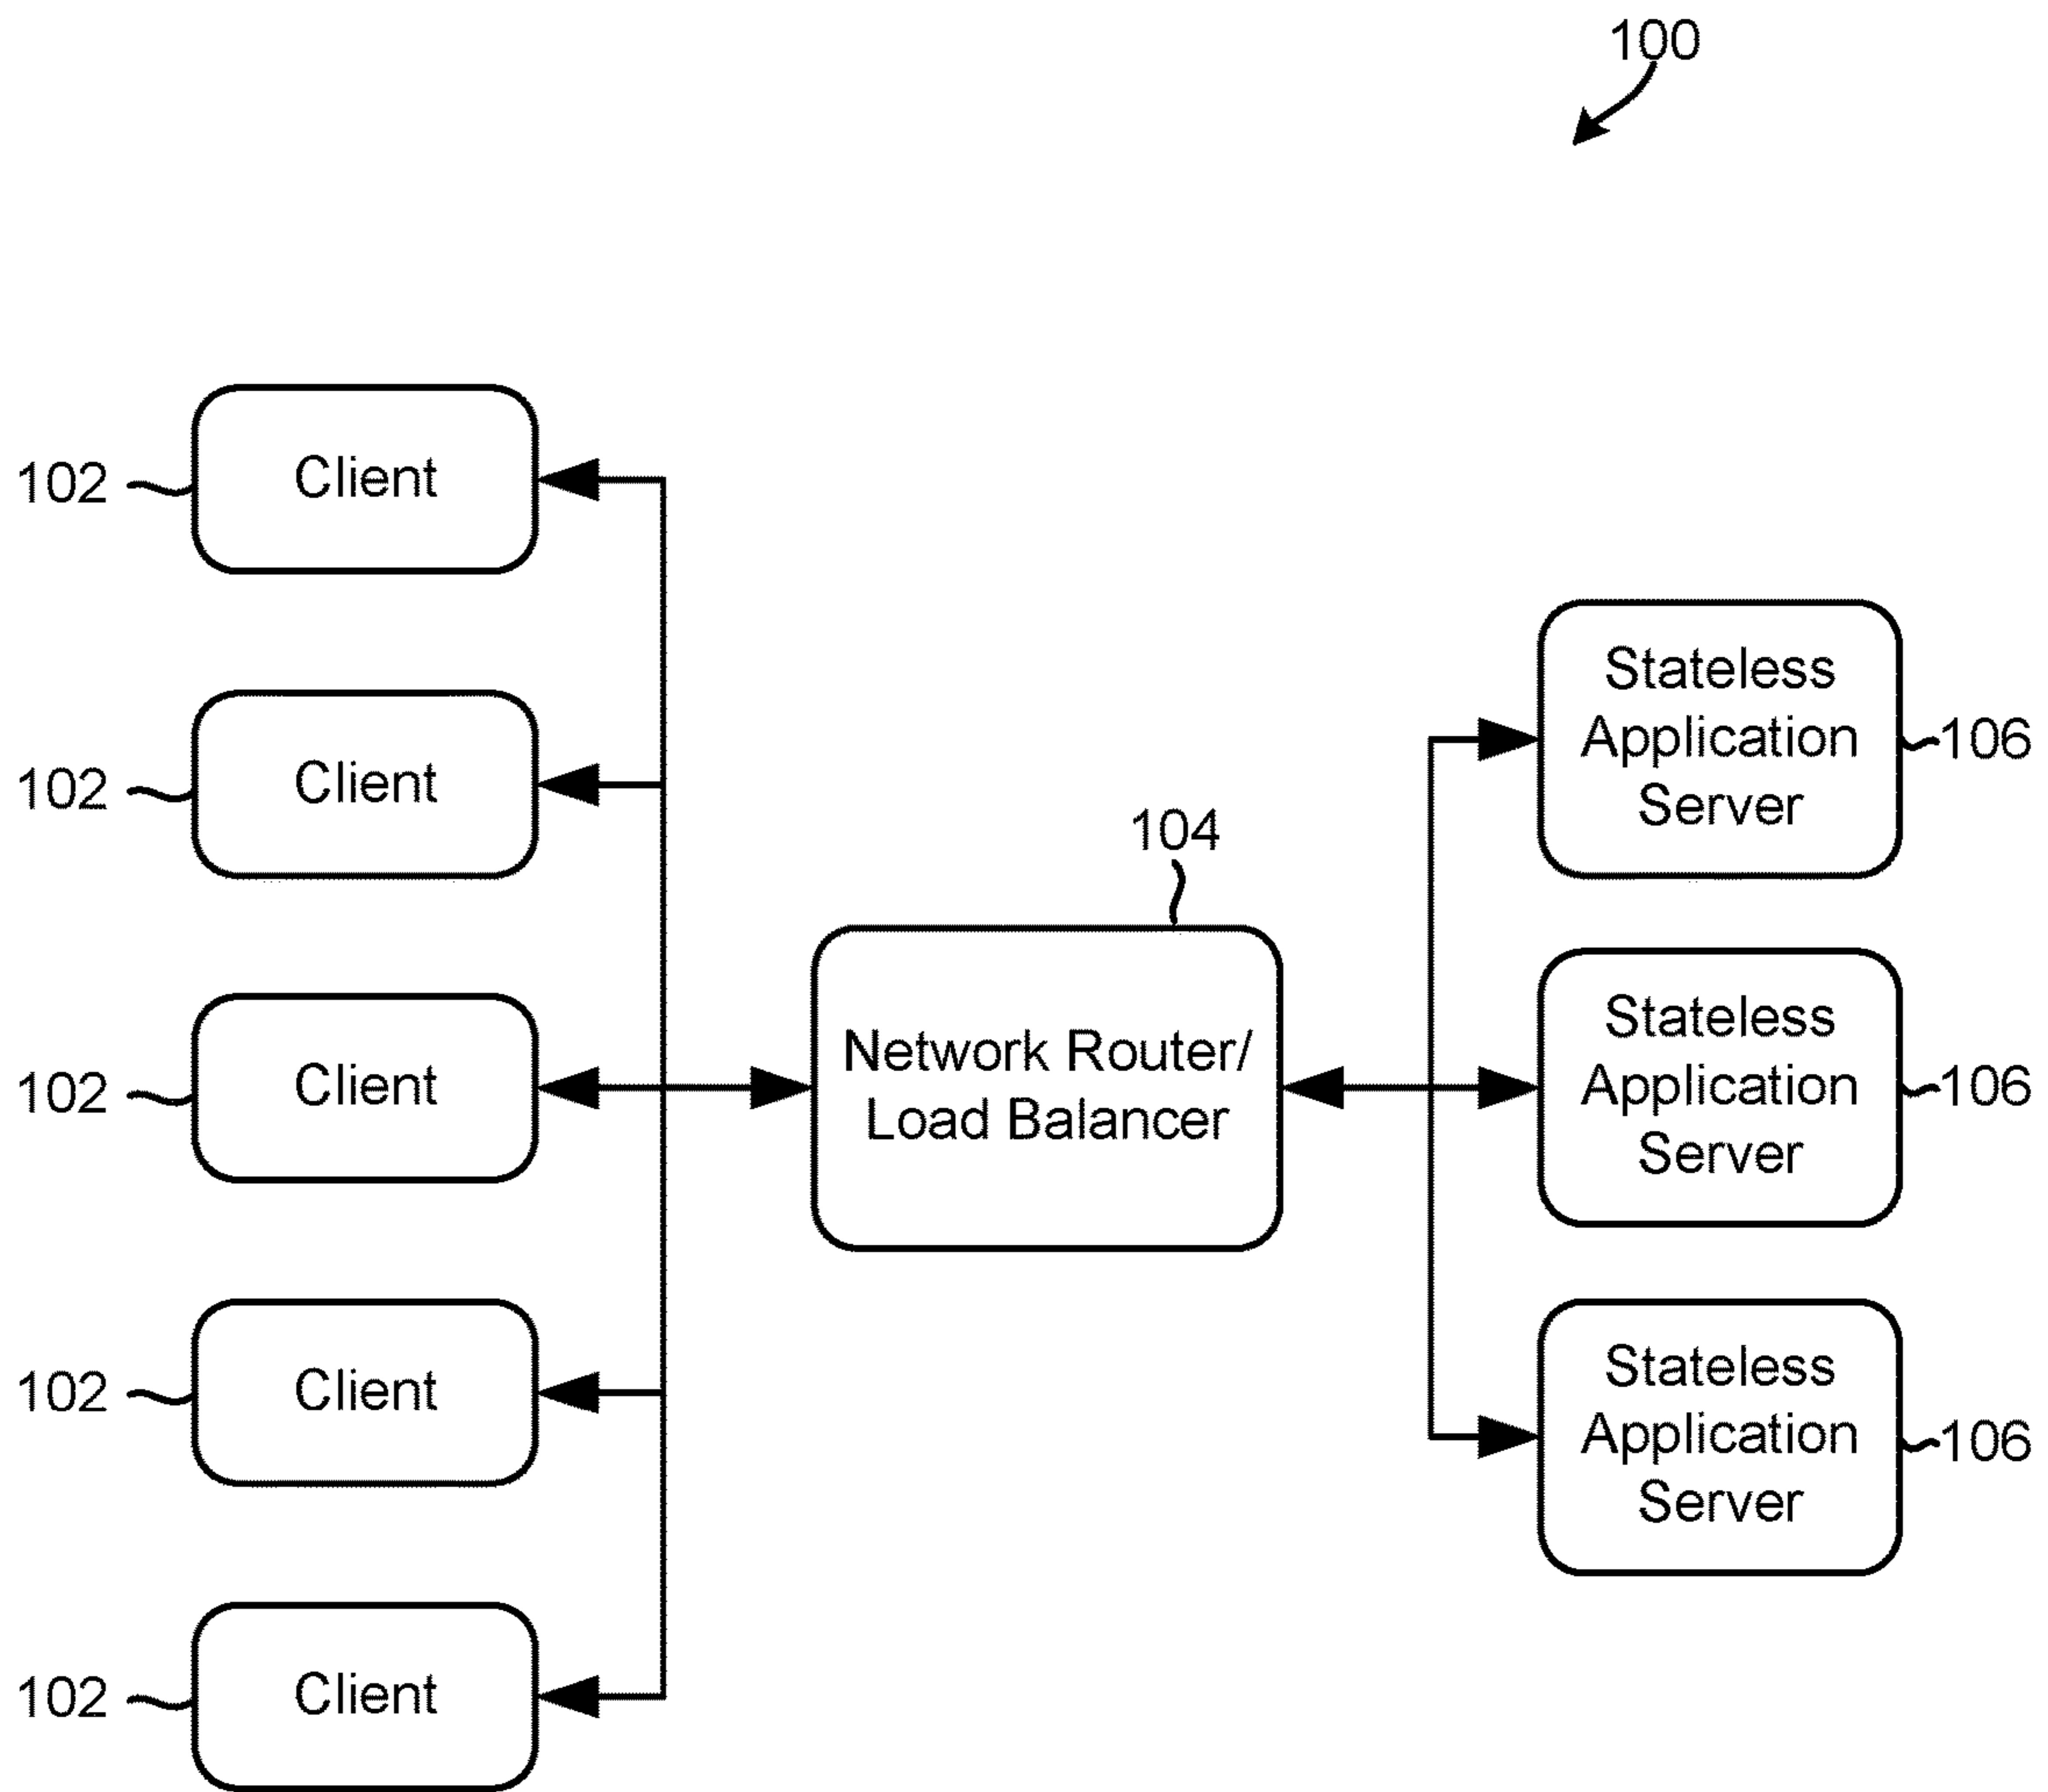 100
102
Client
102
Client
102
Client
102
Client
102
Client
104
Network Router/
Load Balancer
Stateless
Application
Server
106
Stateless
Application
Server
106
Stateless
Application
Server
106